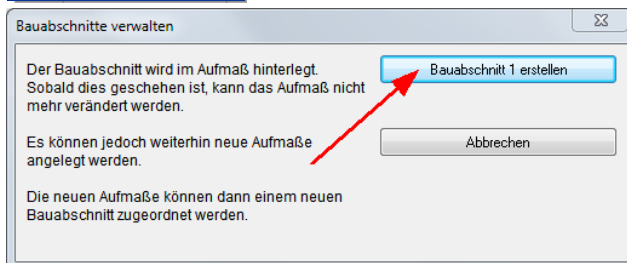 Bauabschnitte verwalten
Der Bauabschnitt wird im Aufmaß hinterlegt.
Sobald dies geschehen ist, kann das Aufmaß nicht
mehr verändert werden.
Es können jedoch weiterhin neue Aufmaße
angelegt werden.
Die neuen Aufmaße können dann einem neuen
Bauabschnitt zugeordnet werden.
Bauabschnitt 1 erstellen
Abbrechen